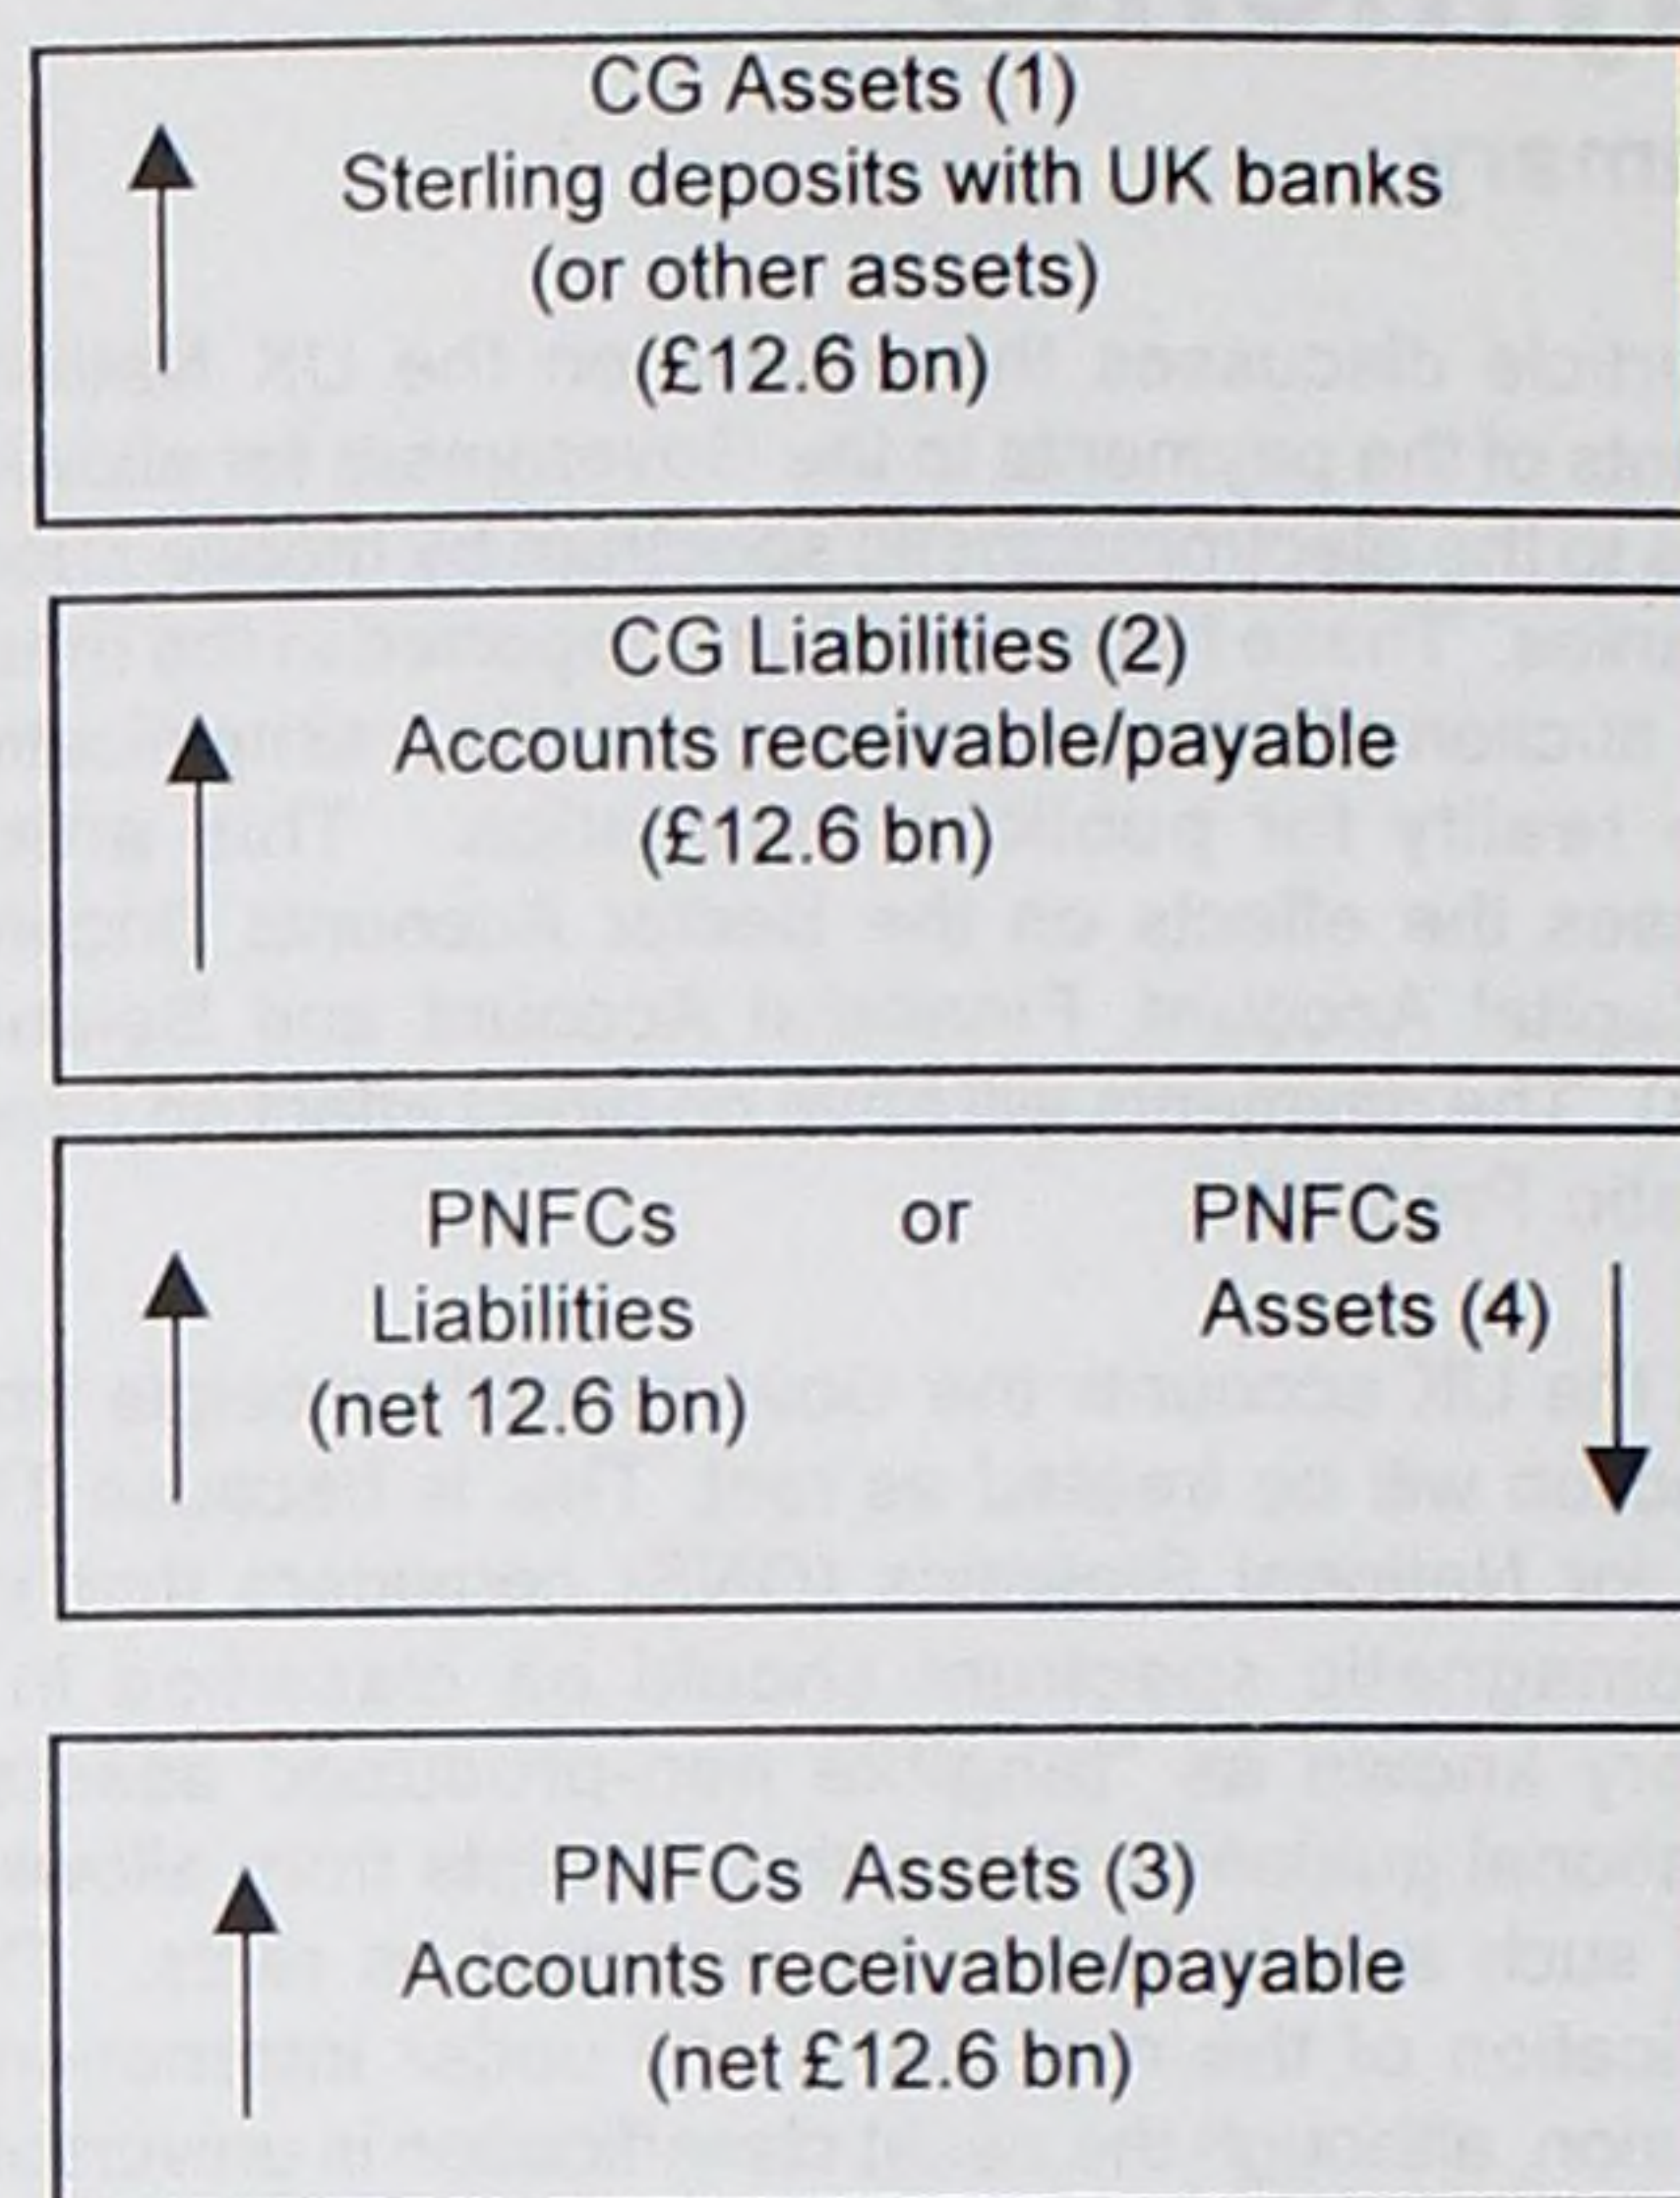 CG Assets (1)
Sterling deposits with UK banks
(or other assets)
(£12.6 bn)
CG Liabilities (2)
Accounts receivable/payable
(£12.6 bn)
PNFCs or PNFCs
Liabilities Assets (4)
(net 12.6 bn)
PNFCs Assets (3)
Accounts receivable/payable
(net £12.6 bn)